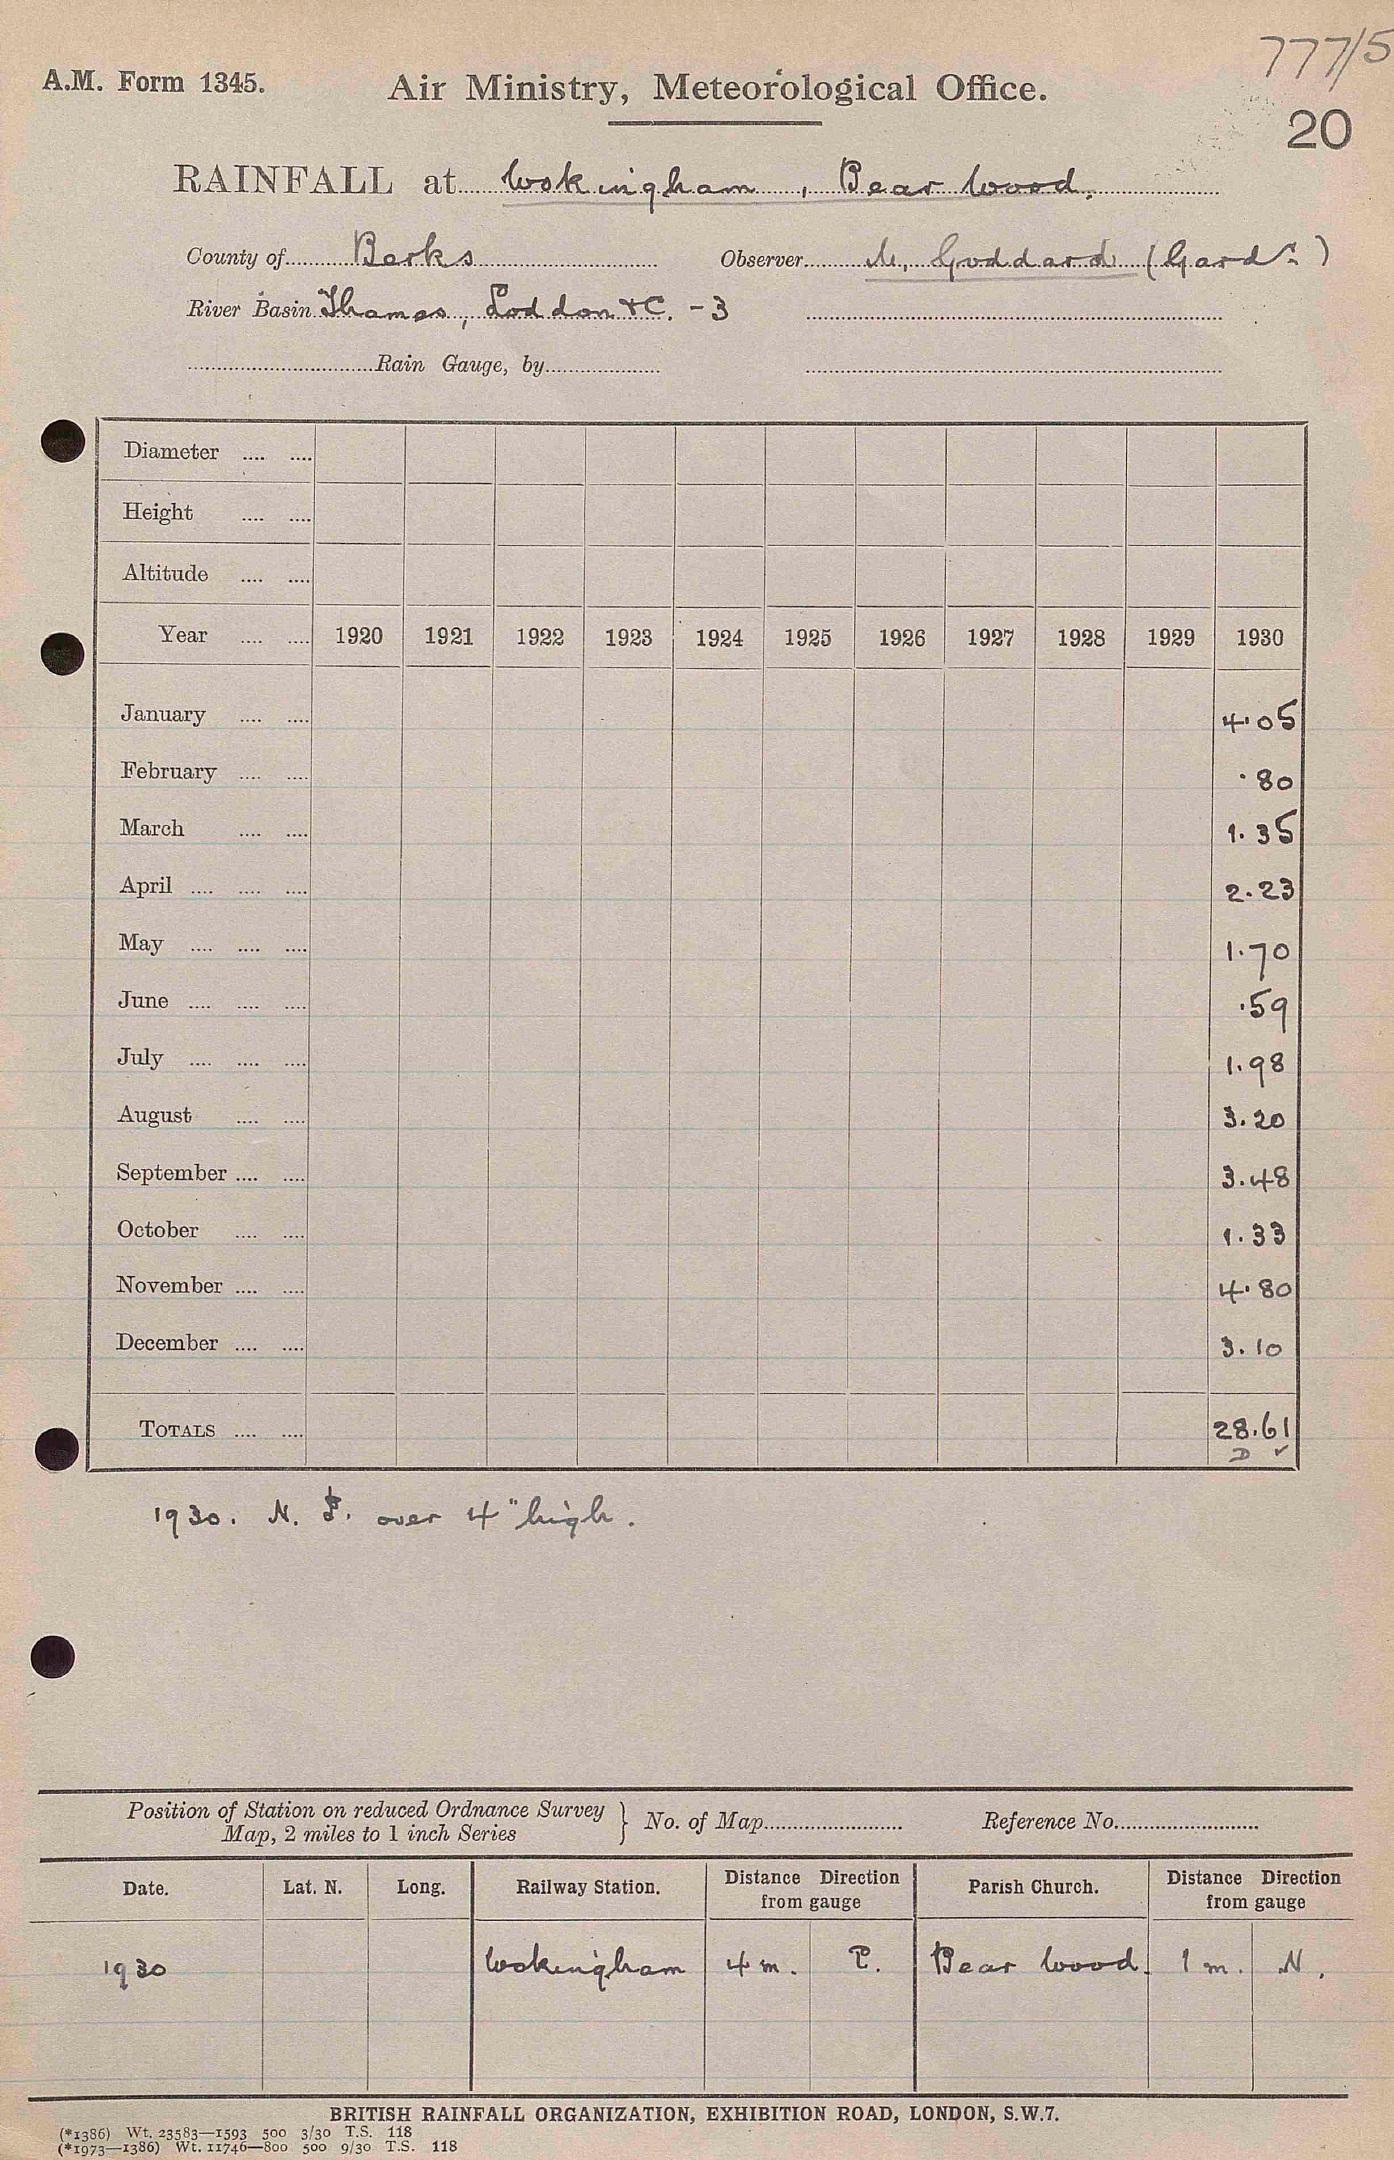 777/5
A.M. Form 1345.
Air Ministry, Meteorological Office.
20
RAINFALL at Wokingham, Bear Wood.
County of Berks Observer M. Goddard (Gardr.)
River Basin Thames, Loddon &C. - 3
Rain Gauge, by
Diameter .... ....
Height .... ....
Altitude .... ....
Year .... .... 1920 1921 1922 1923 1924 1925 1926 1927 1928 1929 1930
January .... .... 4.05
February .... .... .80
March .... .... 1.35
April .... .... .... 2.23
May .... .... .... 1.70
June .... .... .... .59
July .... .... .... 1.98
August .... .... 3.20
September .... .... 3.48
October .... .... 1.33
November .... .... 4.80
December .... .... 3.10
TOTALS .... .... 28.61
D ✓
1930. N. over 4" high.
Position of Station on reduced Ordnance Survey Map, 2 miles to 1 inch Series } No. of Map Reference No.
Date. Lat. N. Long. Railway Station. Distance Direction from gauge Parish Church. Distance Direction from gauge
1930 Wokingham 4 m. E. Bear Wood. 1 m. N.
BRITISH RAINFALL ORGANIZATION, EXHIBITION ROAD, LONDON, S.W.7.
(*1386) Wt. 23583—1593 500 3/30 T.S. 118
(*1973—1386) Wt. 11746—800 500 9/30 T.S. 118